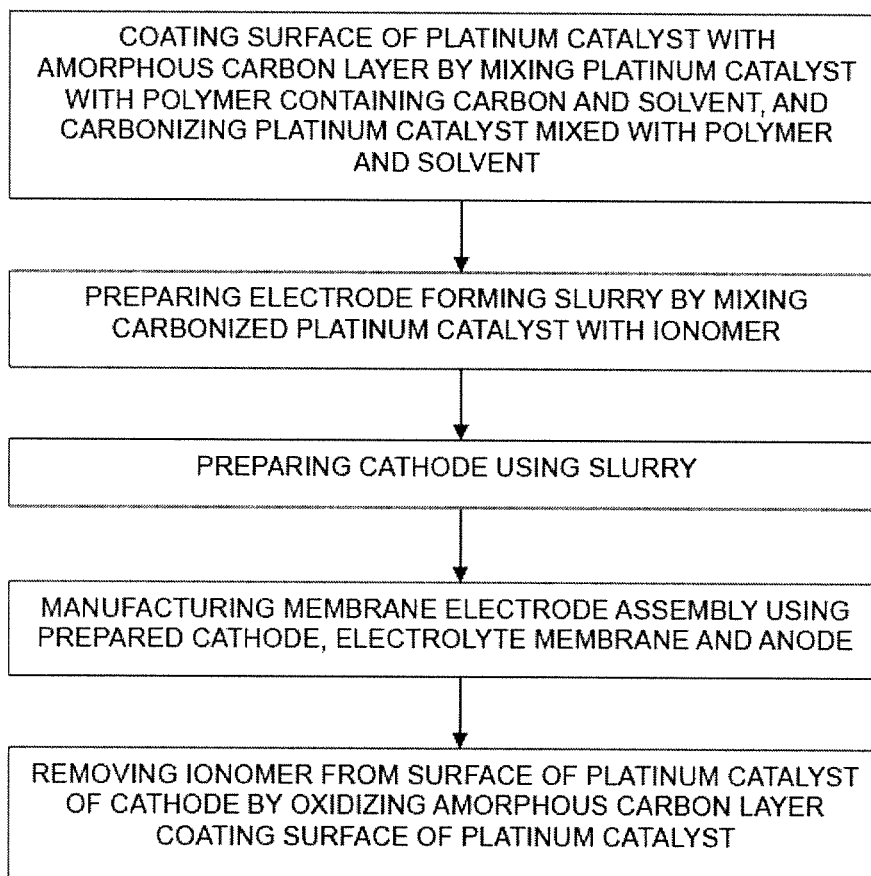 COATING SURFACE OF PLATINUM CATALYST WITH
AMORPHOUS CARBON LAYER BY MIXING PLATINUM CATALYST
WITH POLYMER CONTAINING CARBON AND SOLVENT, AND
CARBONIZING PLATINUM CATALYST MIXED WITH POLYMER
AND SOLVENT
PREPARING ELECTRODE FORMING SLURRY BY MIXING
CARBONIZED PLATINUM CATALYST WITH IONOMER
PREPARING CATHODE USING SLURRY
MANUFACTURING MEMBRANE ELECTRODE ASSEMBLY USING
PREPARED CATHODE, ELECTROLYTE MEMBRANE AND ANODE
REMOVING IONOMER FROM SURFACE OF PLATINUM CATALYST
OF CATHODE BY OXIDIZING AMORPHOUS CARBON LAYER
COATING SURFACE OF PLATINUM CATALYST